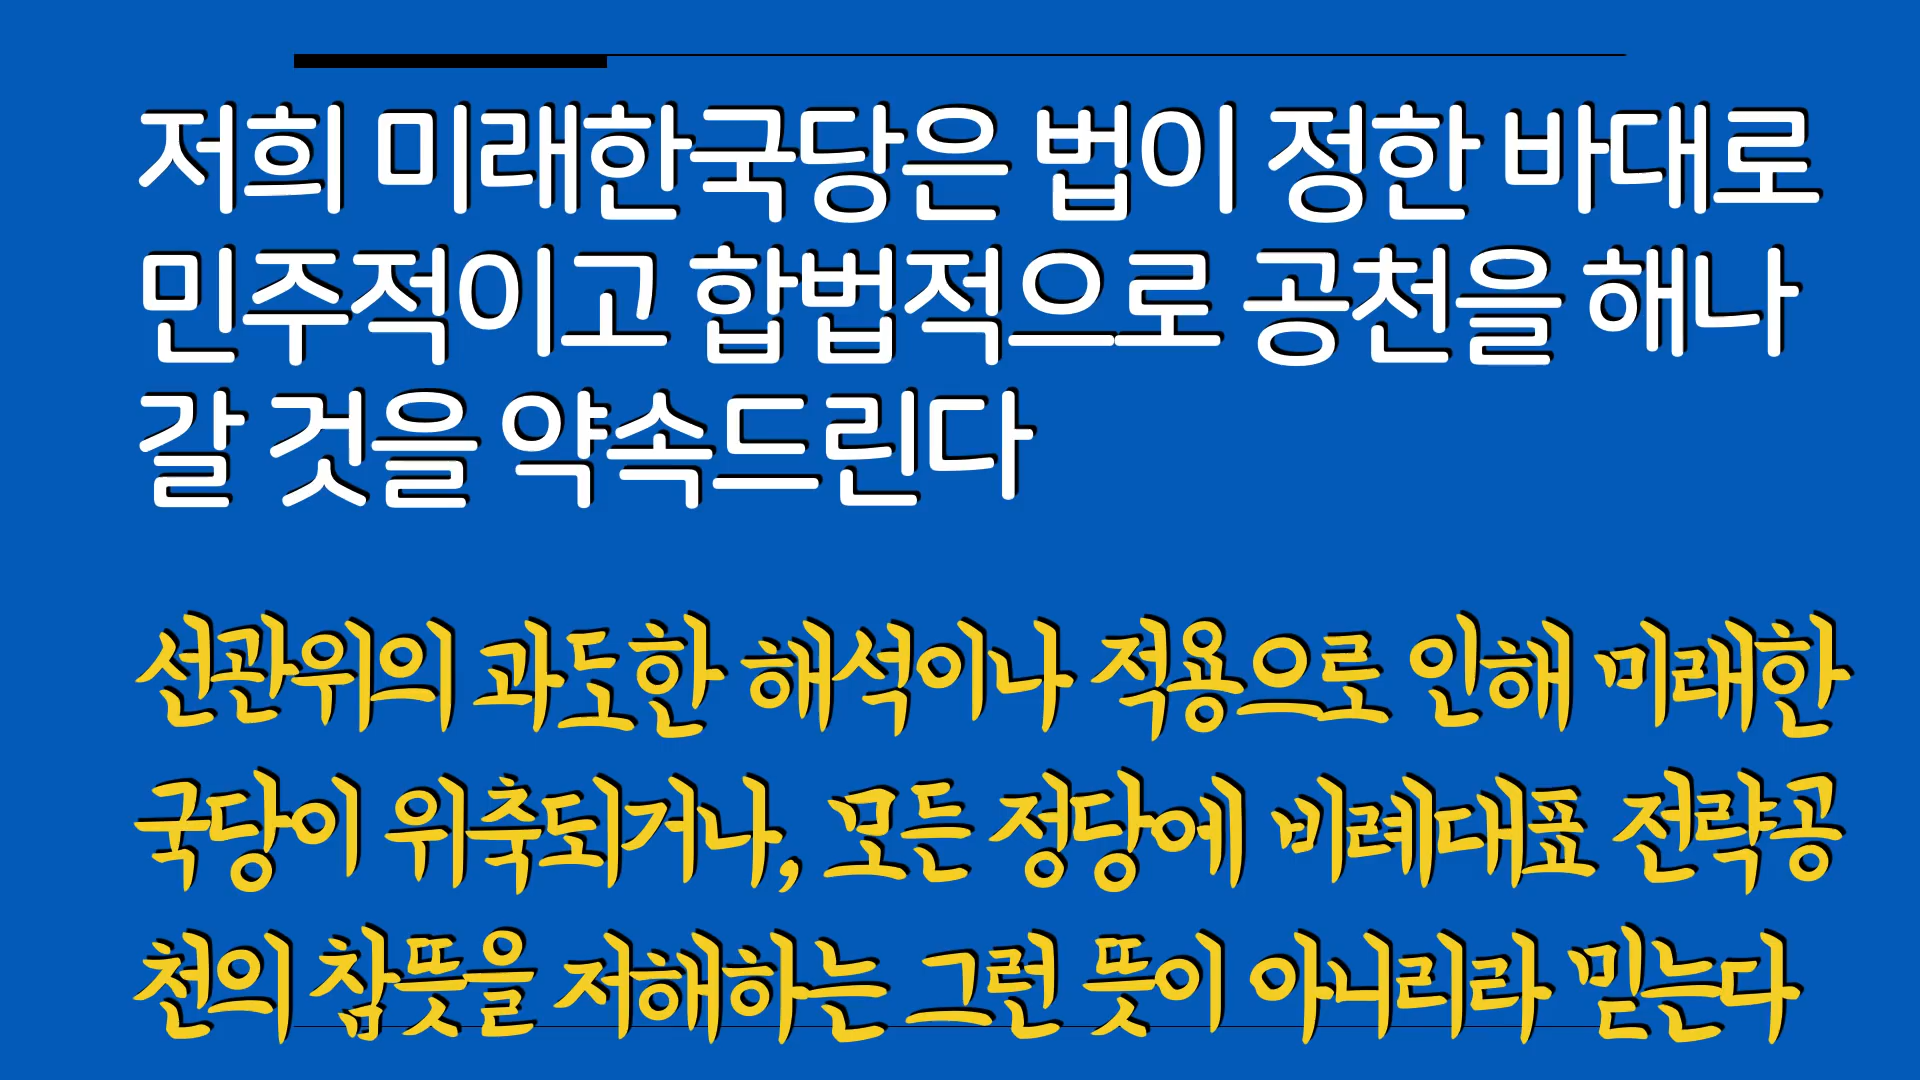 저희 미래한국당은 법이 정한 바대로
민주적이고 합법적으로 공천을 해나
갈 것을 약속드린다
선관위의 과도한 해석이나 적용으로 인해 미래한
국당이 위축되거나, 모든 정당에 비례대표 전략공
천의 참뜻을 저해하는 그런 뜻이 아니리라 믿는다